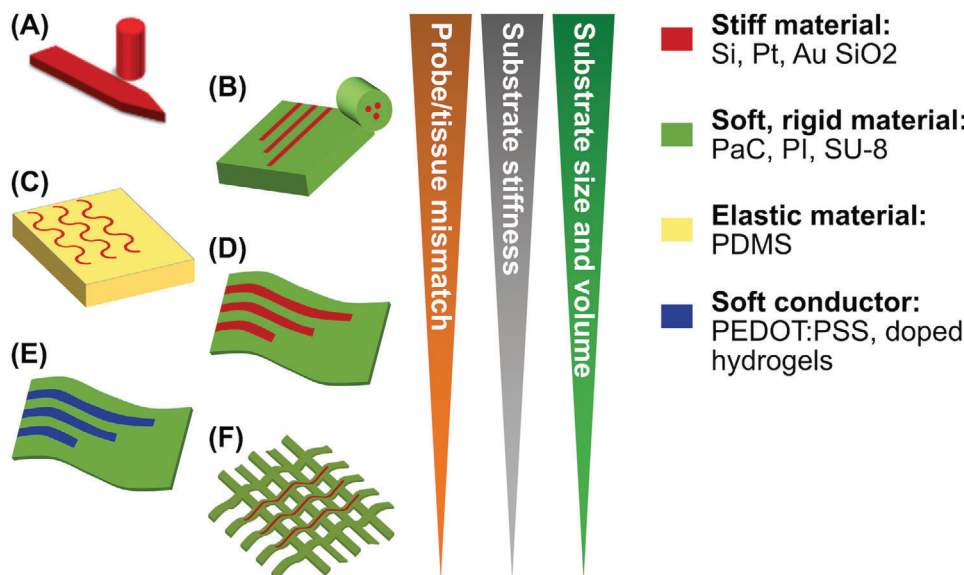 (A)
(B)
(C)
(D)
(E)
(F)
Probe/tissue mismatch
Substrate stiffness
Substrate size and volume
Stiff material:
Si, Pt, Au SiO2
Soft, rigid material:
PaC, PI, SU-8
Elastic material:
PDMS
Soft conductor:
PEDOT:PSS, doped
hydrogels